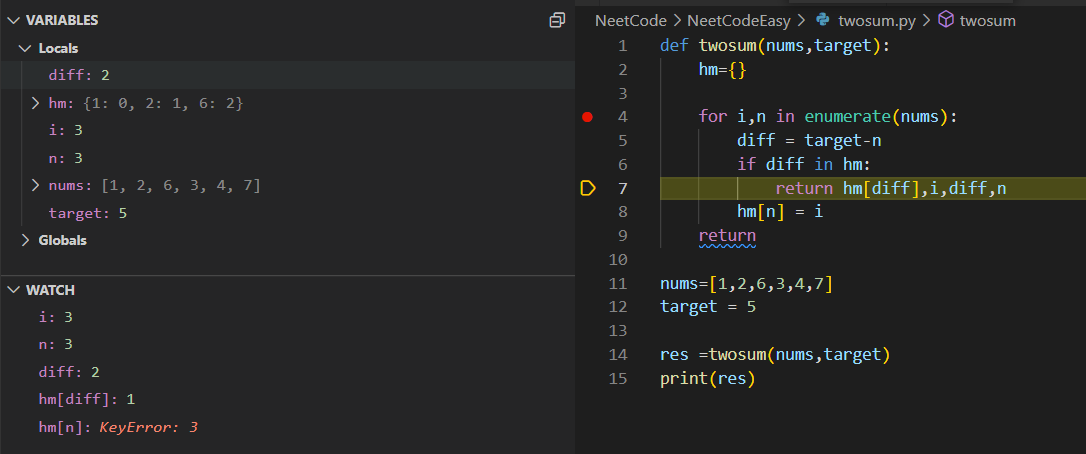 VARIABLES
Locals
diff: 2
hm: {1: 0, 2: 1, 6: 2}
i: 3
n: 3
nums: [1, 2, 6, 3, 4, 7]
target: 5
Globals
WATCH
i: 3
n: 3
diff: 2
hm[diff]: 1
hm[n]: KeyError: 3
NeetCode > NeetCodeEasy > twosum.py > twosum
1 def twosum(nums,target):
2     hm={}
3
4     for i,n in enumerate(nums):
5         diff = target-n
6         if diff in hm:
7             return hm[diff],i,diff,n
8         hm[n] = i
9     return
10
11 nums=[1,2,6,3,4,7]
12 target = 5
13
14 res =twosum(nums,target)
15 print(res)